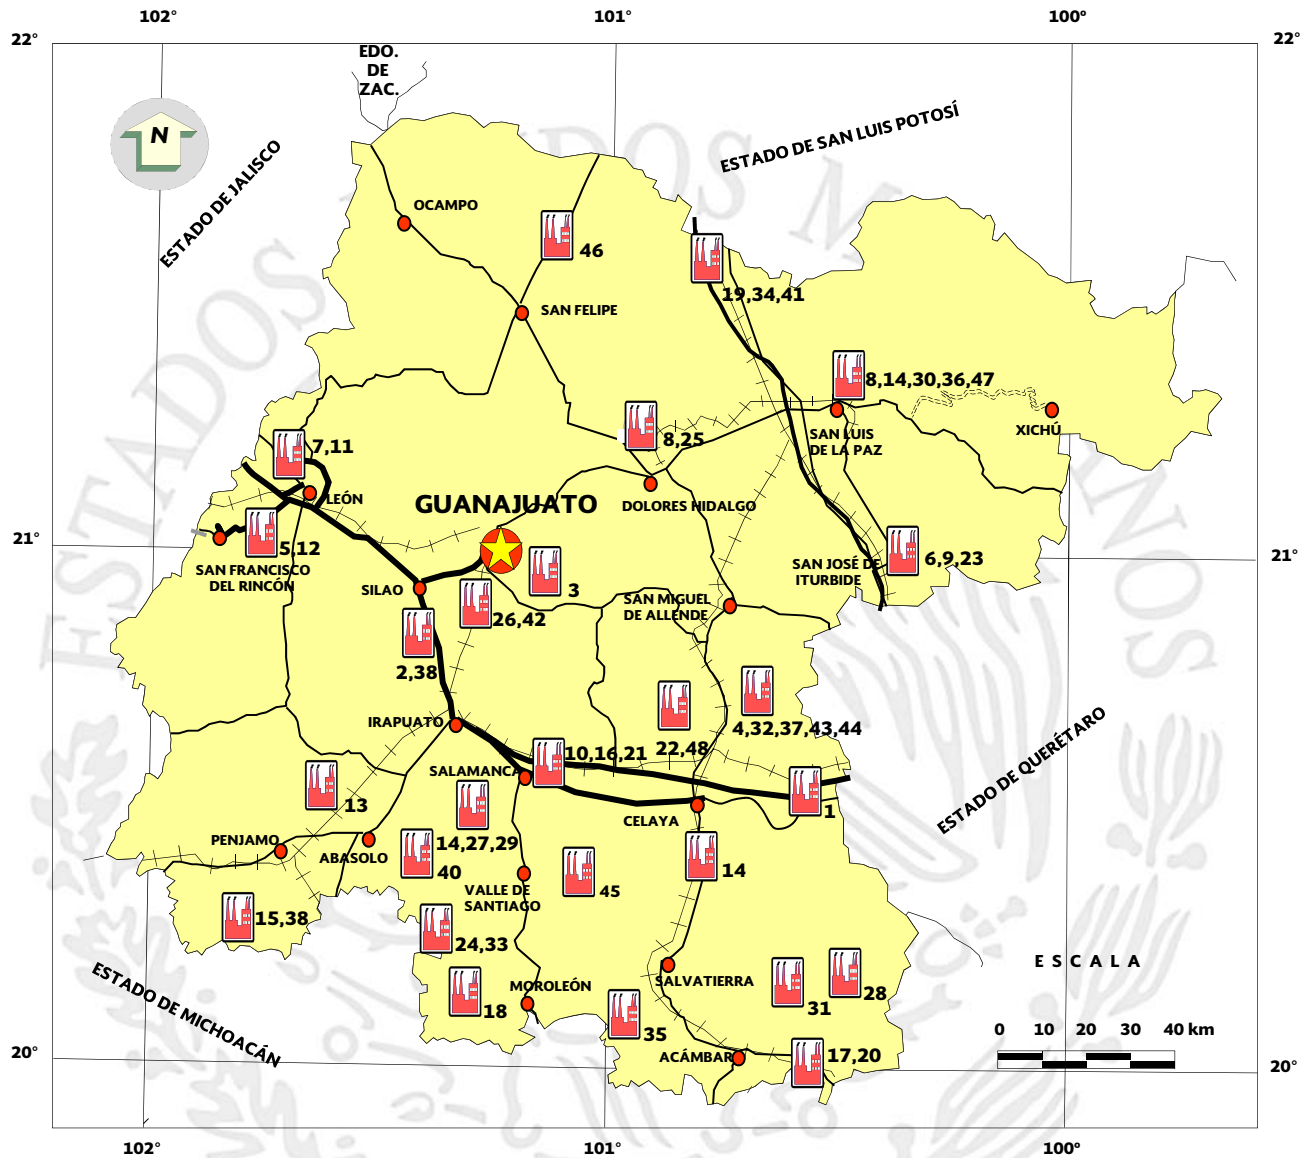 102°
101°
100°
22°
22°
EDO.
DE
ZAC.
N
ESTADO DE JALISCO
ESTADO DE SAN LUIS POTOSÍ
OCAMPO
46
19,34,41
SAN FELIPE
8,14,30,36,47
XICHÚ
SAN LUIS
DE LA PAZ
8,25
7,11
LEÓN
GUANAJUATO
DOLORES HIDALGO
21°
21°
5,12
SAN FRANCISCO
DEL RINCÓN
SILAO
3
26,42
SAN MIGUEL
DE ALLENDE
SAN JOSÉ DE
ITURBIDE
6,9,23
2,38
IRAPUATO
22,48
4,32,37,43,44
10,16,21
SALAMANCA
ESTADO DE QUERÉTARO
13
CELAYA
1
PENJAMO
ABASOLO
14,27,29
40
14
45
VALLE DE
SANTIAGO
15,38
24,33
ESTADO DE MICHOACÁN
MOROLEÓN
18
SALVATIERRA
31
28
35
ACÁMBAR
17,20
ESCALA
0 10 20 30 40 km
20°
20°
102°
101°
100°
ESTADOS UNIDOS MEXICANOS